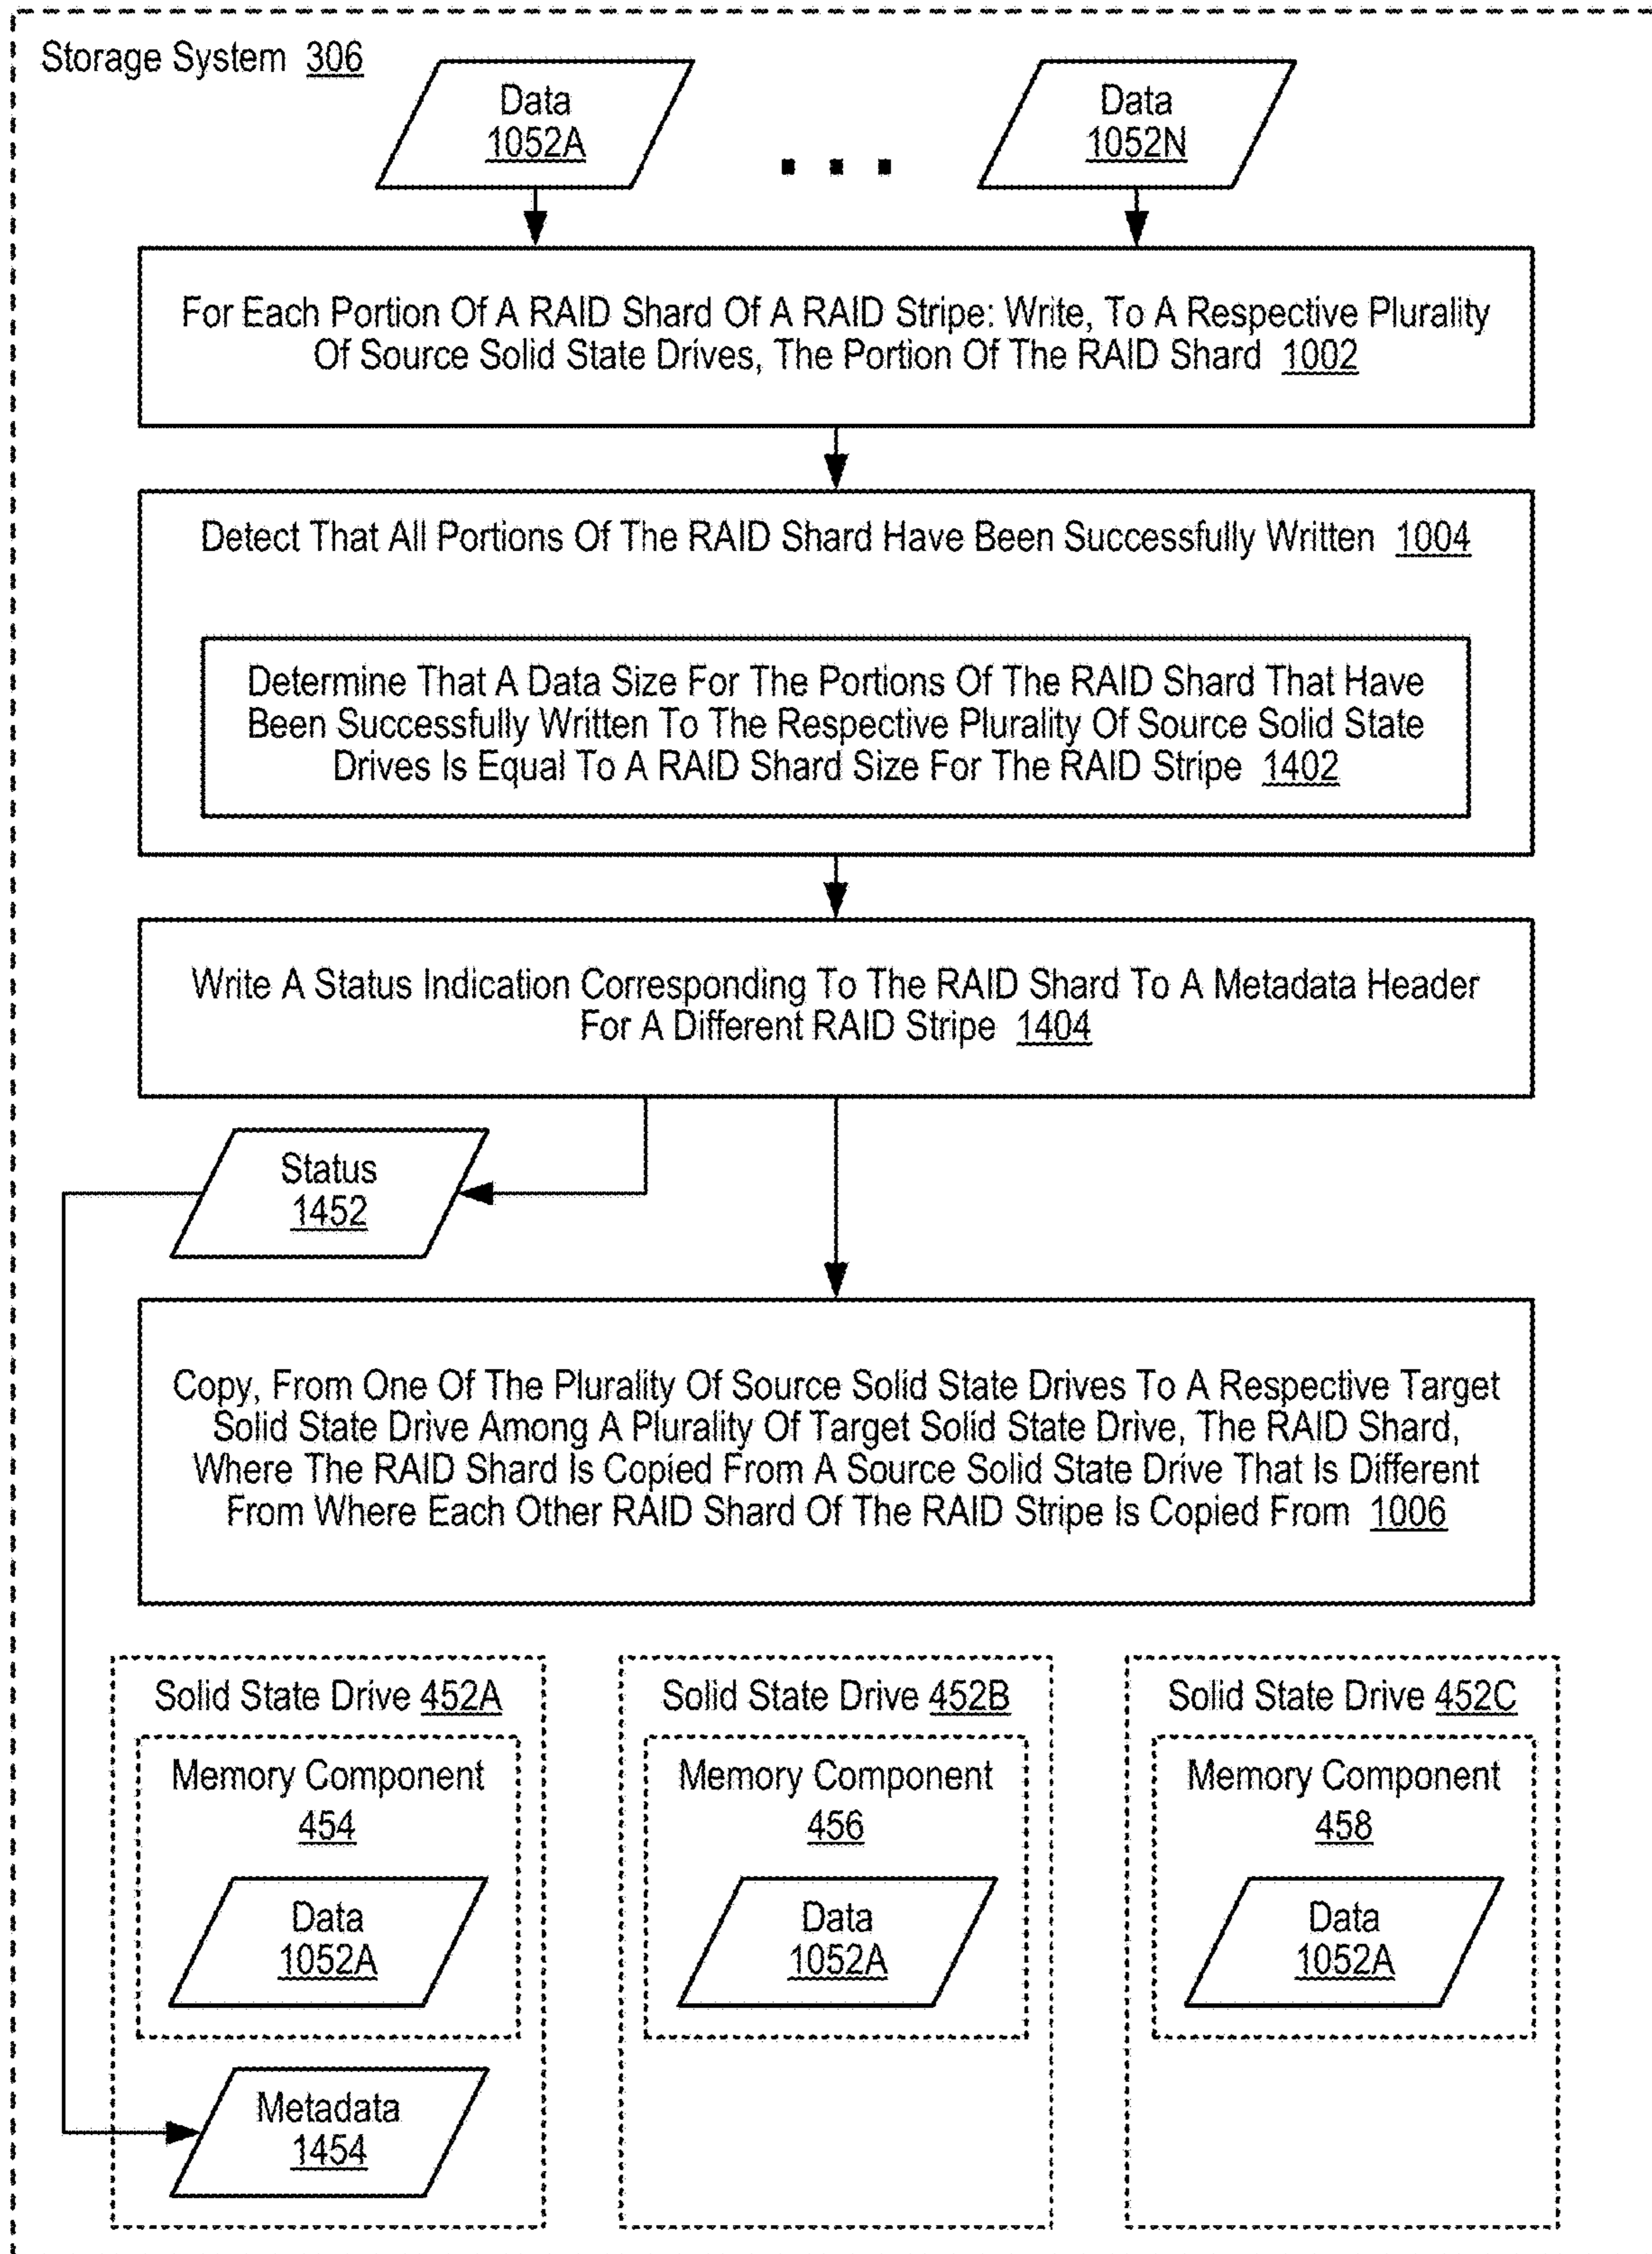 Storage System 306
Data
1052A
Data
1052N
. . .
For Each Portion Of A RAID Shard Of A RAID Stripe: Write, To A Respective Plurality
Of Source Solid State Drives, The Portion Of The RAID Shard 1002
Detect That All Portions Of The RAID Shard Have Been Successfully Written 1004
Determine That A Data Size For The Portions Of The RAID Shard That Have
Been Successfully Written To The Respective Plurality Of Source Solid State
Drives Is Equal To A RAID Shard Size For The RAID Stripe 1402
Write A Status Indication Corresponding To The RAID Shard To A Metadata Header
For A Different RAID Stripe 1404
Status
1452
Copy, From One Of The Plurality Of Source Solid State Drives To A Respective Target
Solid State Drive Among A Plurality Of Target Solid State Drive, The RAID Shard,
Where The RAID Shard Is Copied From A Source Solid State Drive That Is Different
From Where Each Other RAID Shard Of The RAID Stripe Is Copied From 1006
Solid State Drive 452A
Memory Component
454
Data
1052A
Metadata
1454
Solid State Drive 452B
Memory Component
456
Data
1052A
Solid State Drive 452C
Memory Component
458
Data
1052A